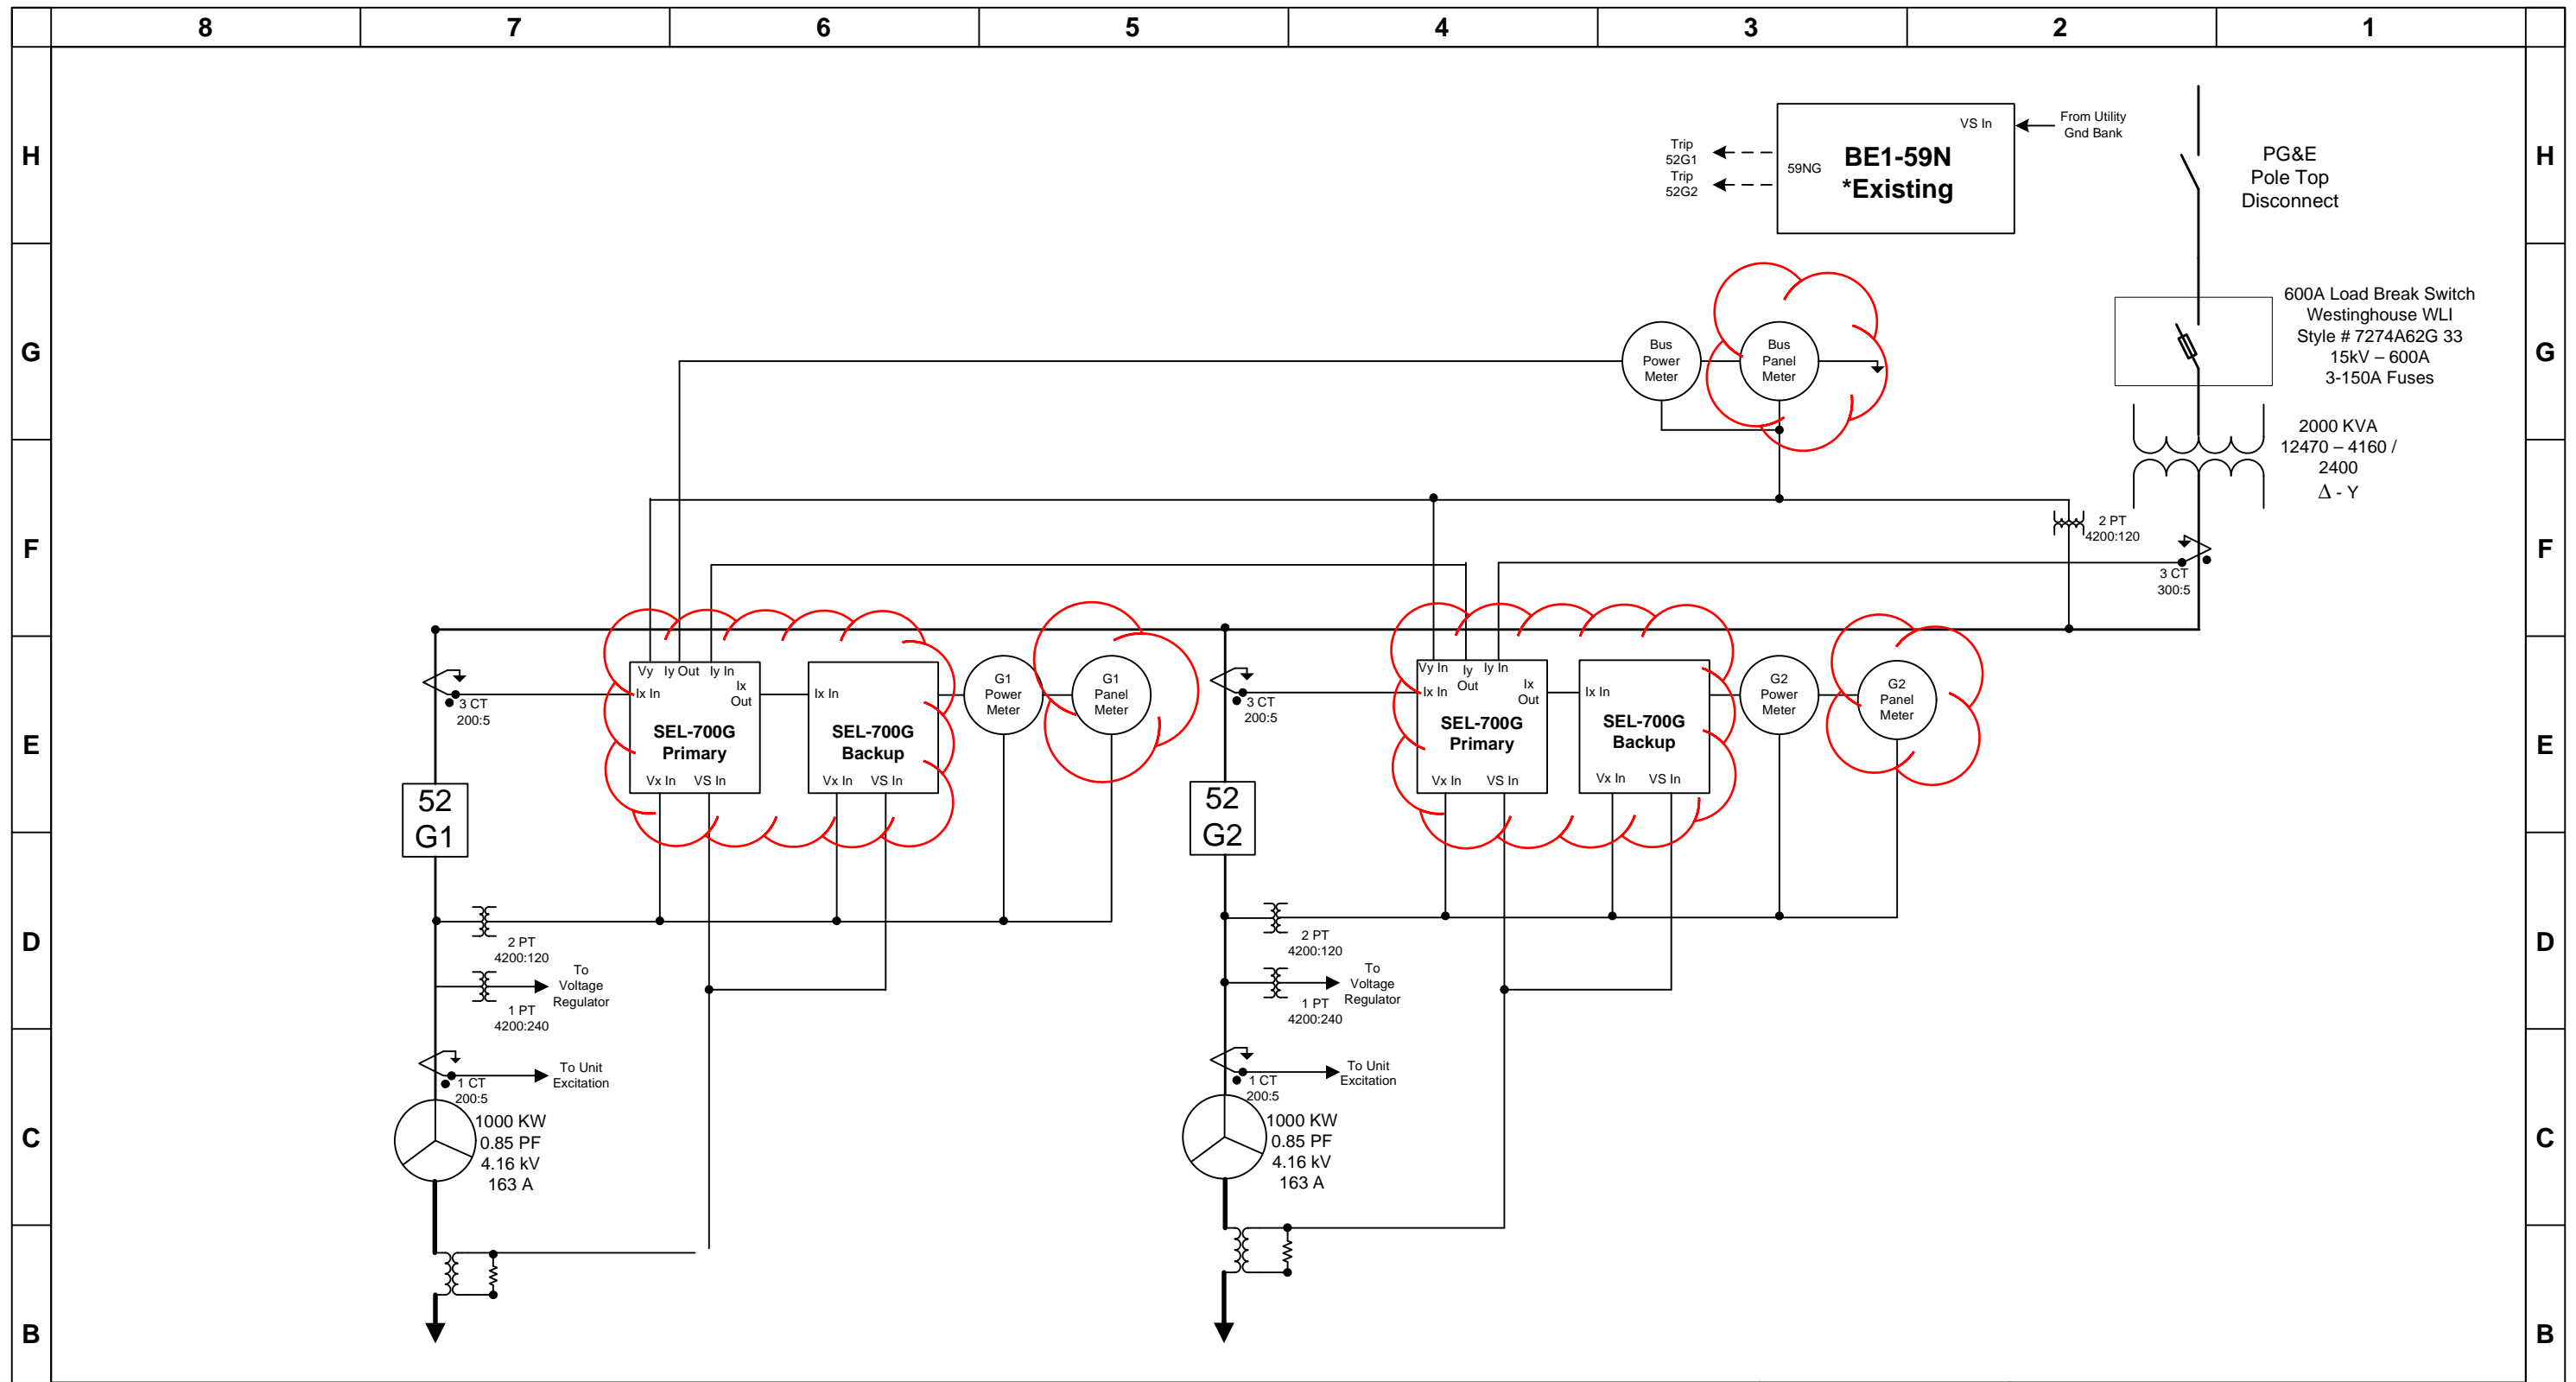 8 7 6 5 4 3 2 1
H
Trip
52G1
Trip
52G2
59NG
VS In
BE1-59N
*Existing
From Utility
Gnd Bank
PG&E
Pole Top
Disconnect
H
G
Bus
Power
Meter
Bus
Panel
Meter
600A Load Break Switch
Westinghouse WLI
Style # 7274A62G 33
15kV – 600A
3-150A Fuses
G
2000 KVA
12470 – 4160 /
2400
Δ - Y
F
2 PT
4200:120
3 CT
300:5
F
E
3 CT
200:5
Vy Iy Out Iy In
Ix In
Ix
Out
SEL-700G
Primary
Vx In VS In
Ix In
SEL-700G
Backup
Vx In VS In
G1
Power
Meter
G1
Panel
Meter
3 CT
200:5
Vy In Iy
Out
Iy In
Ix In
Ix
Out
SEL-700G
Primary
Vx In VS In
Ix In
SEL-700G
Backup
Vx In VS In
G2
Power
Meter
G2
Panel
Meter
E
52
G1
52
G2
D
2 PT
4200:120
To
Voltage
Regulator
1 PT
4200:240
2 PT
4200:120
To
Voltage
Regulator
1 PT
4200:240
D
C
1 CT
200:5
To Unit
Excitation
1000 KW
0.85 PF
4.16 kV
163 A
1 CT
200:5
To Unit
Excitation
1000 KW
0.85 PF
4.16 kV
163 A
C
B
B